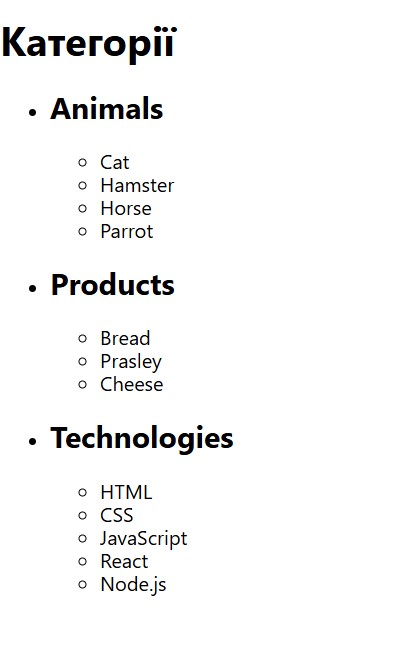 Категорії
Animals
Cat
Hamster
Horse
Parrot
Products
Bread
Prasley
Cheese
Technologies
HTML
CSS
JavaScript
React
Node.js